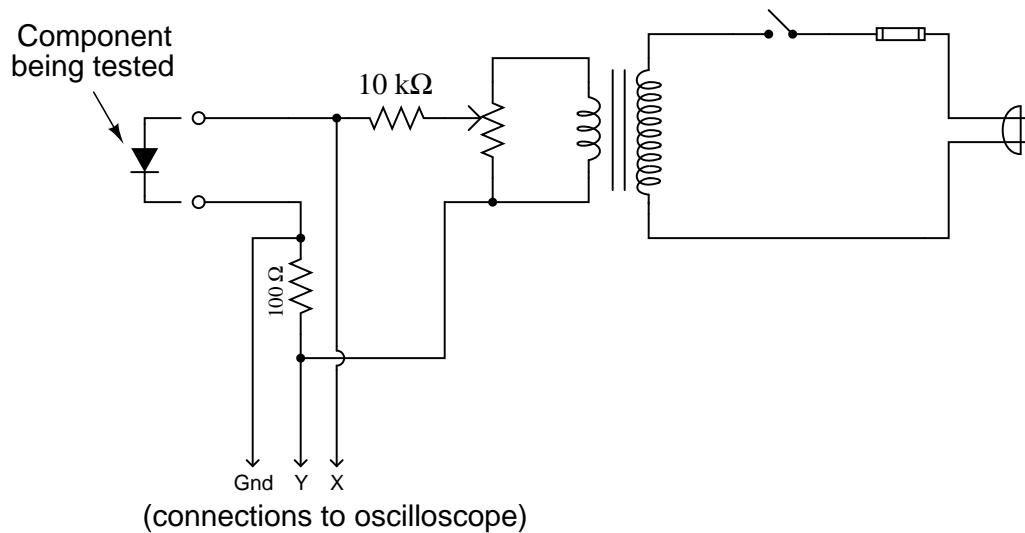 Component
being tested
10 kΩ
100 Ω
Gnd Y X
(connections to oscilloscope)